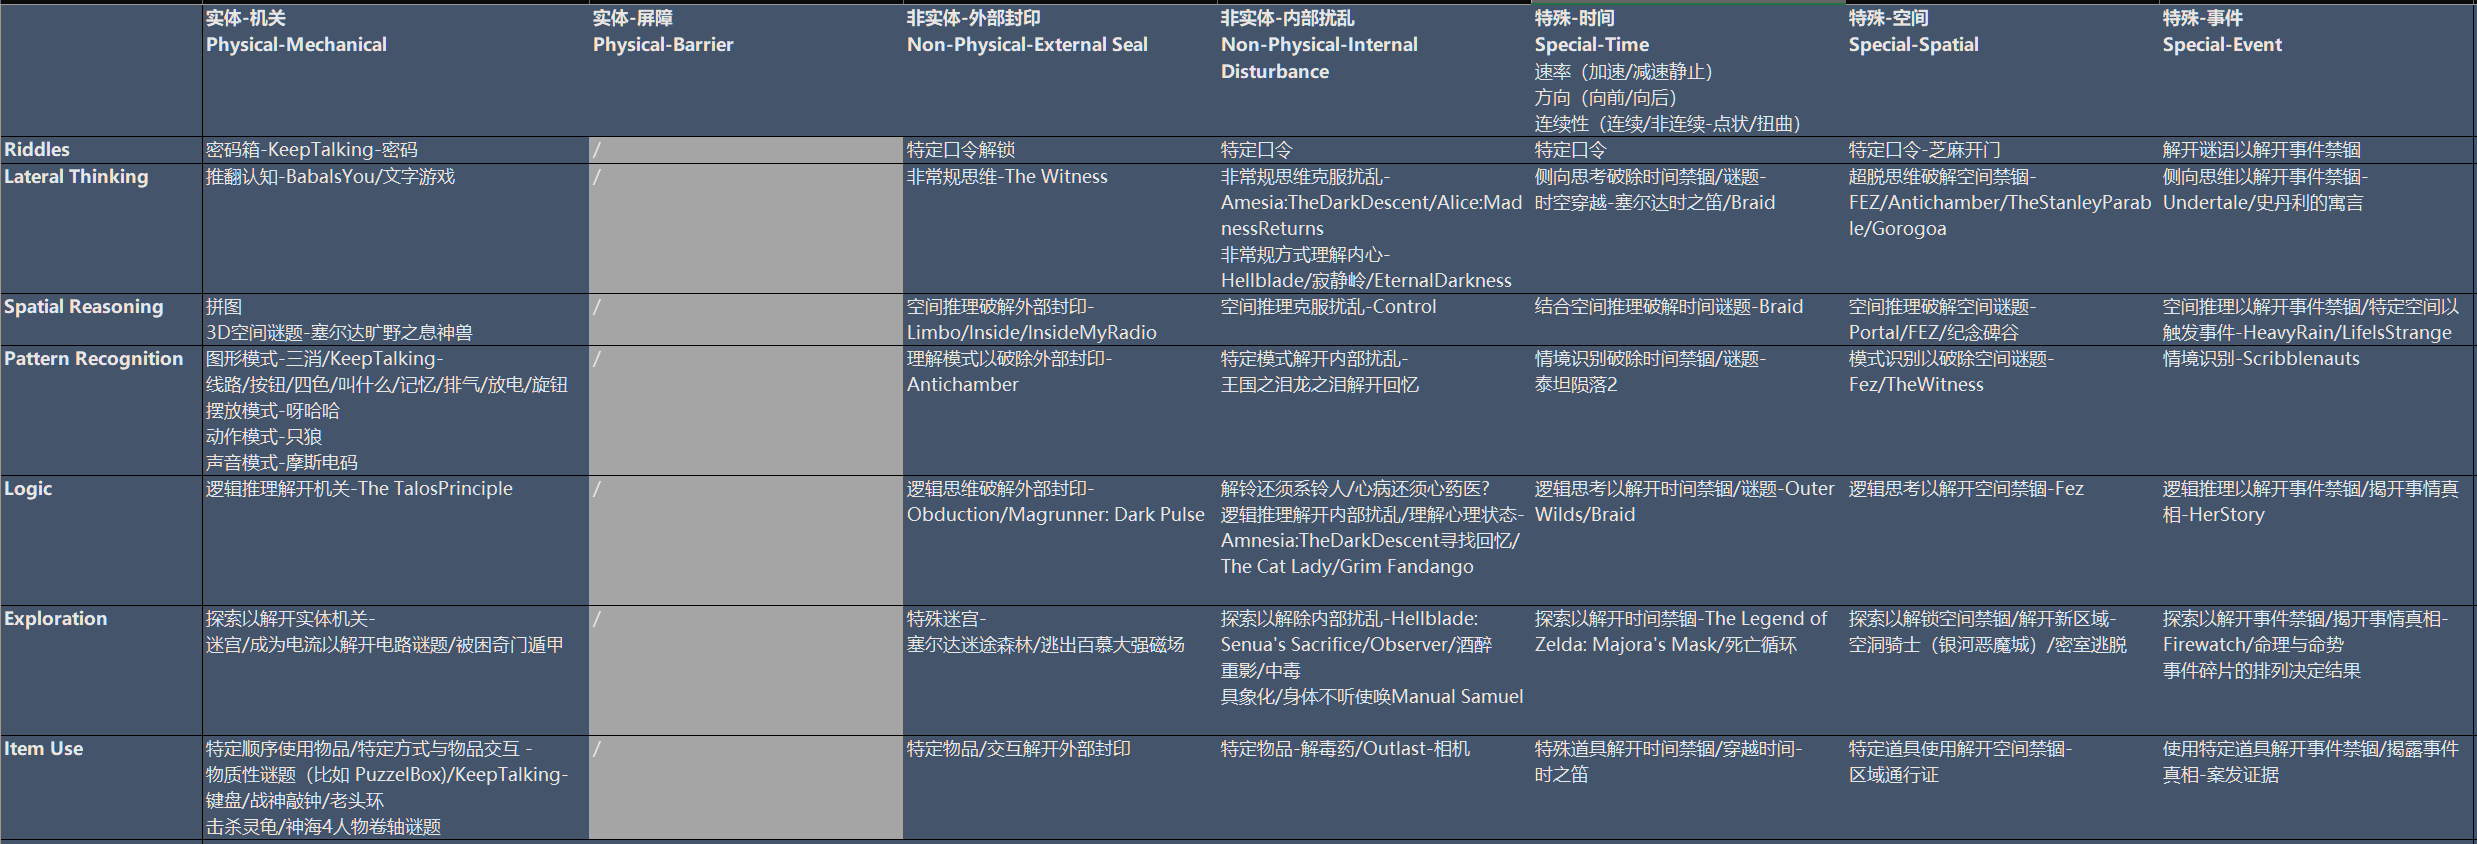 实体-机关
Physical-Mechanical
实体-屏障
Physical-Barrier
非实体-外部封印
Non-Physical-External Seal
非实体-内部扰乱
Non-Physical-Internal
Disturbance
特殊-时间
Special-Time
速率（加速/减速静止）
方向（向前/向后）
连续性（连续/非连续-点状/扭曲）
特殊-空间
Special-Spatial
特殊-事件
Special-Event
Riddles
密码箱-KeepTalking-密码
/
特定口令解锁
特定口令
特定口令
特定口令-芝麻开门
解开谜语以解开事件禁锢
Lateral Thinking
推翻认知-BabaIsYou/文字游戏
/
非常规思维-The Witness
非常规思维克服扰乱-
Amesia:TheDarkDescent/Alice:Mad
nessReturns
非常规方式理解内心-
Hellblade/寂静岭/EternalDarkness
侧向思考破除时间禁锢/谜题-
时空穿越-塞尔达时之笛/Braid
超脱思维破解空间禁锢-
FEZ/Antichamber/TheStanleyParab
le/Gorogoa
侧向思维以解开事件禁锢-
Undertale/史丹利的寓言
Spatial Reasoning
拼图
3D空间谜题-塞尔达旷野之息神兽
/
空间推理破解外部封印-
Limbo/Inside/InsideMyRadio
空间推理克服扰乱-Control
结合空间推理破解时间谜题-Braid
空间推理破解空间谜题-
Portal/FEZ/纪念碑谷
空间推理以解开事件禁锢/特定空间以
触发事件-HeavyRain/LifeIsStrange
Pattern Recognition
图形模式-三消/KeepTalking-
线路/按钮/四色/叫什么/记忆/排气/放电/旋钮
摆放模式-呀哈哈
动作模式-只狼
声音模式-摩斯电码
/
理解模式以破除外部封印-
Antichamber
特定模式解开内部扰乱-
王国之泪龙之泪解开回忆
情境识别破除时间禁锢/谜题-
泰坦陨落2
模式识别以破除空间谜题-
Fez/TheWitness
情境识别-Scribblenauts
Logic
逻辑推理解开机关-The TalosPrinciple
/
逻辑思维破解外部封印-
Obduction/Magrunner: Dark Pulse
解铃还须系铃人/心病还须心药医?
逻辑推理解开内部扰乱/理解心理状态-
Amnesia:TheDarkDescent寻找回忆/
The Cat Lady/Grim Fandango
逻辑思考以解开时间禁锢/谜题-Outer
Wilds/Braid
逻辑思考以解开空间禁锢-Fez
逻辑推理以解开事件禁锢/揭开事情真
相-HerStory
Exploration
探索以解开实体机关-
迷宫/成为电流以解开电路谜题/被困奇门遁甲
/
特殊迷宫-
塞尔达迷途森林/逃出百慕大强磁场
探索以解除内部扰乱-Hellblade:
Senua's Sacrifice/Observer/酒醉
重影/中毒
具象化/身体不听使唤Manual Samuel
探索以解开时间禁锢-The Legend of
Zelda: Majora's Mask/死亡循环
探索以解锁空间禁锢/解开新区域-
空洞骑士（银河恶魔城）/密室逃脱
探索以解开事件禁锢/揭开事情真相-
Firewatch/命理与命势
事件碎片的排列决定结果
Item Use
特定顺序使用物品/特定方式与物品交互 -
物质性谜题（比如 PuzzelBox)/KeepTalking-
键盘/战神敲钟/老头环
击杀灵龟/神海4人物卷轴谜题
/
特定物品/交互解开外部封印
特定物品-解毒药/Outlast-相机
特殊道具解开时间禁锢/穿越时间-
时之笛
特定道具使用解开空间禁锢-
区域通行证
使用特定道具解开事件禁锢/揭露事件
真相-案发证据